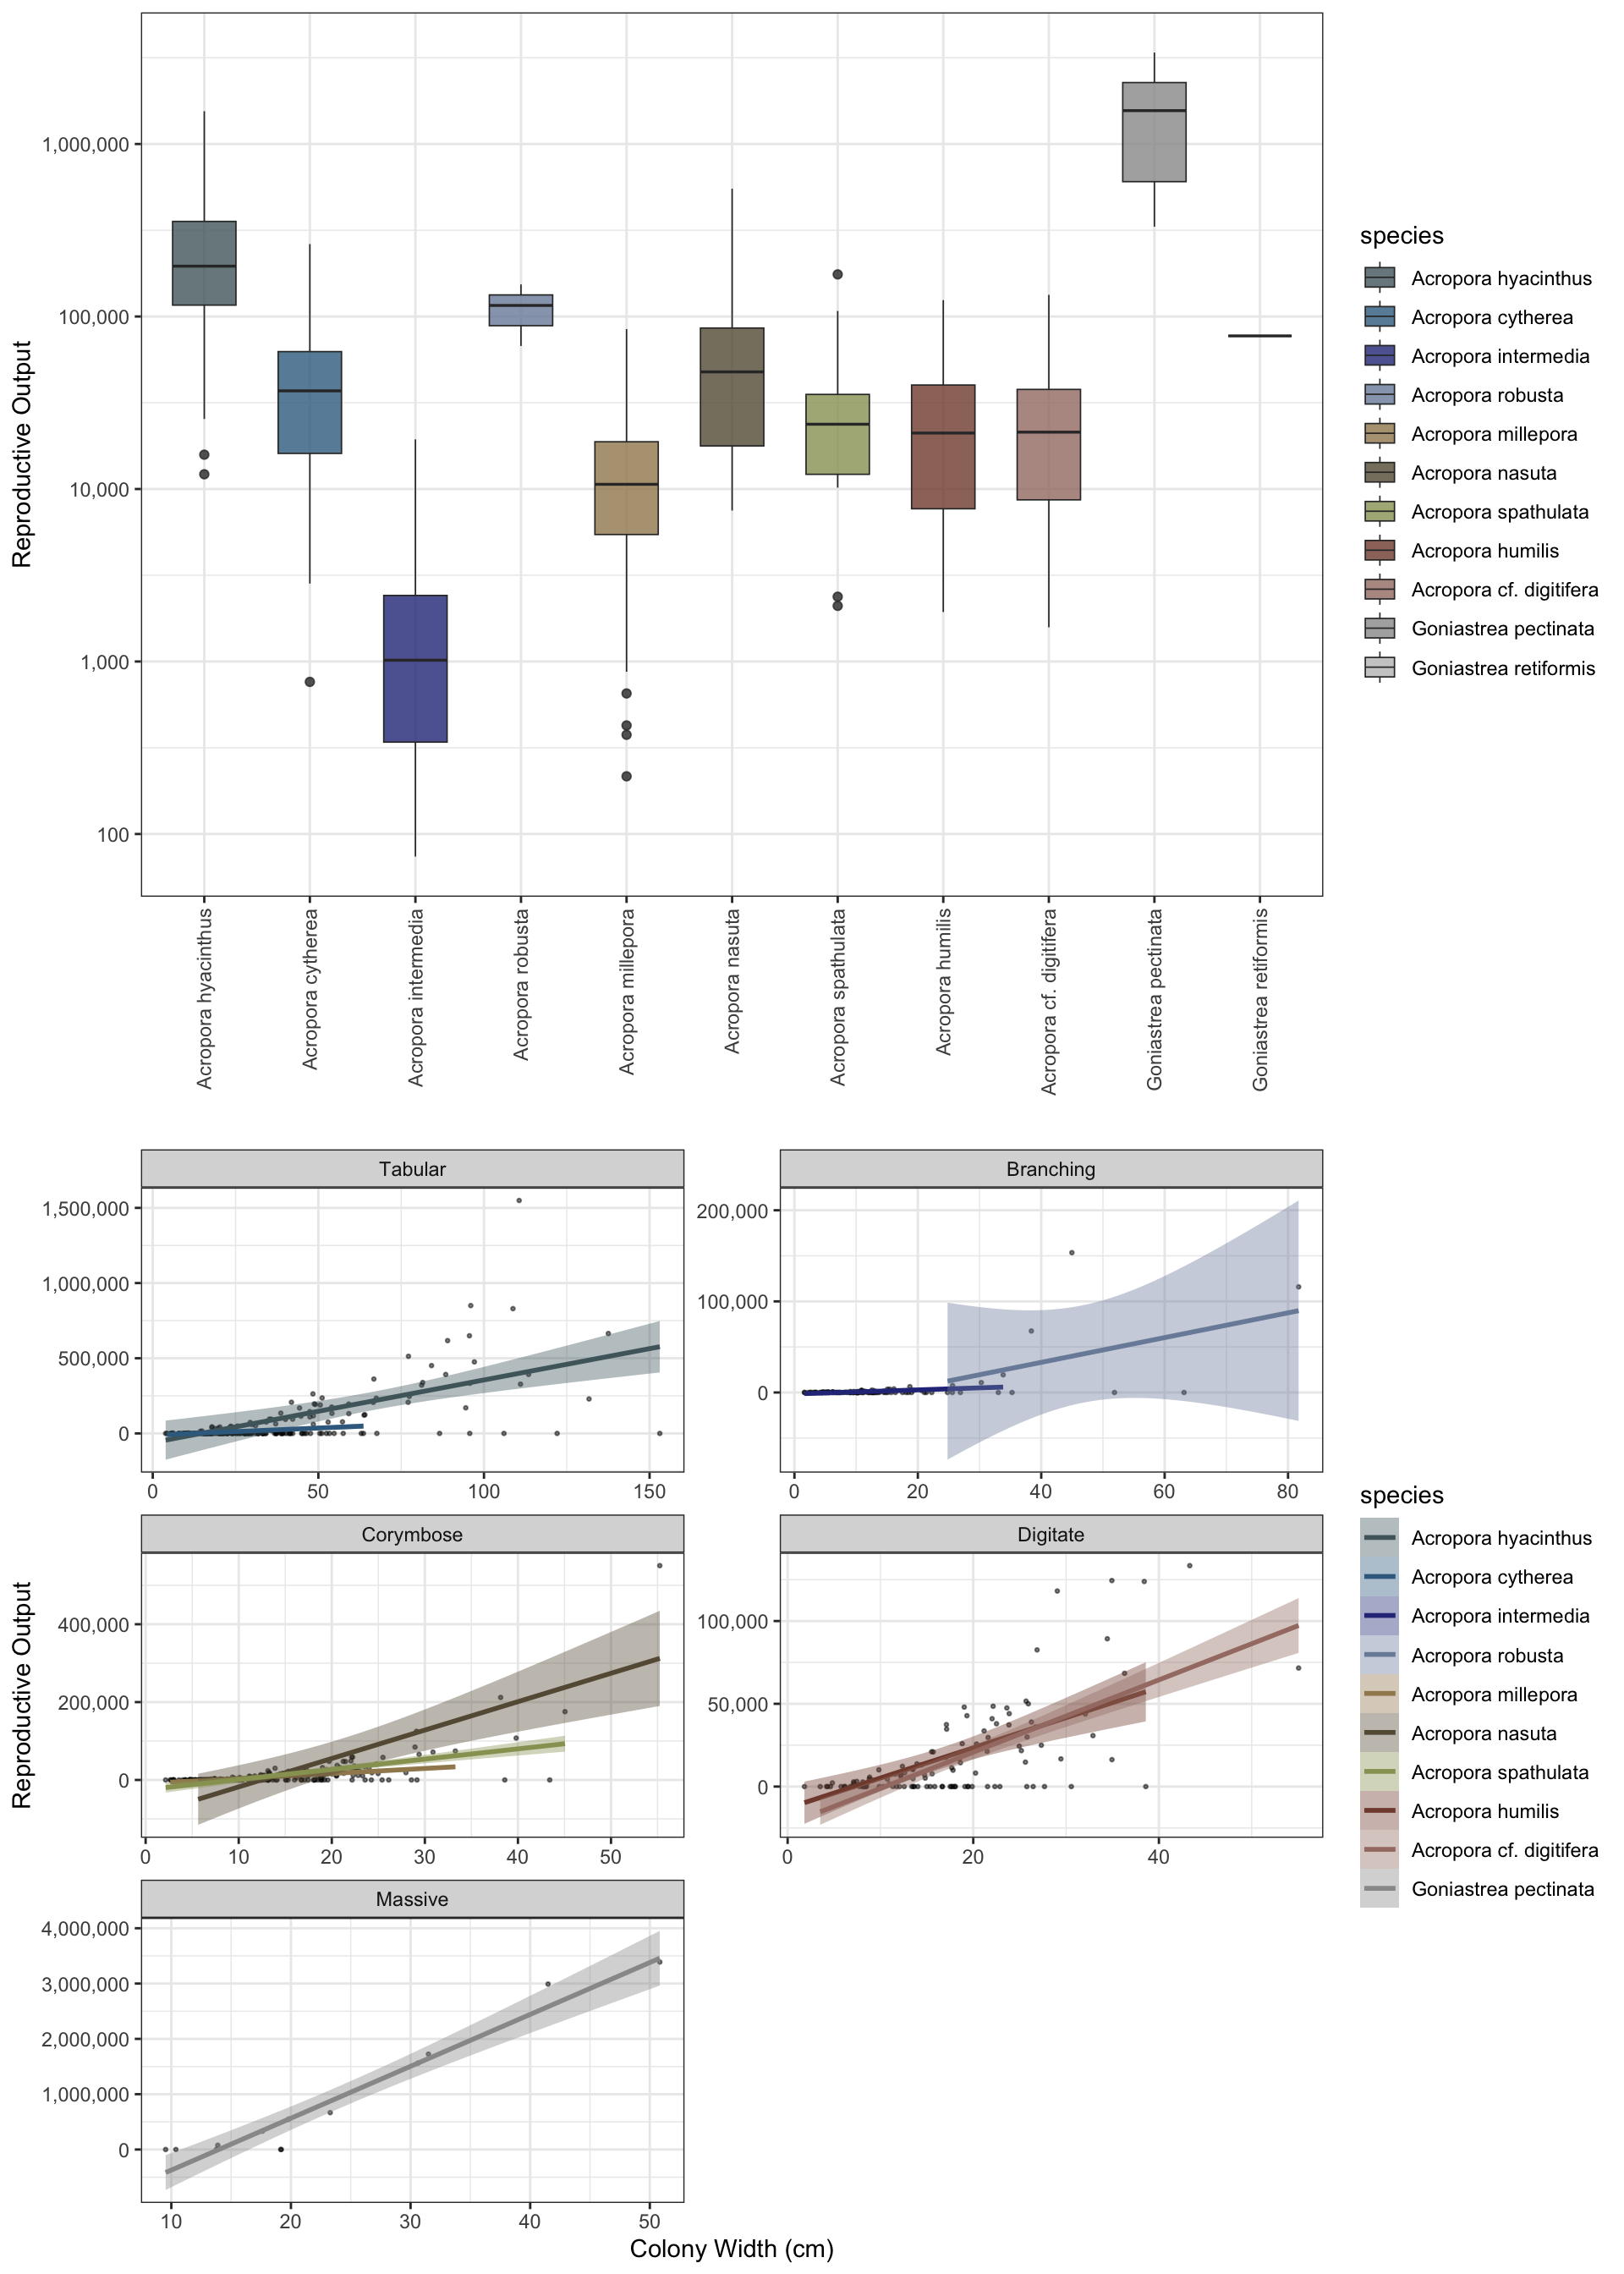 1,000,000
100,000
10,000
1,000
100
Reproductive Output
Acropora hyacinthus
Acropora cytherea
Acropora intermedia
Acropora robusta
Acropora millepora
Acropora nasuta
Acropora spathulata
Acropora humilis
Acropora cf. digitifera
Goniastrea pectinata
Goniastrea retiformis
species
Acropora hyacinthus
Acropora cytherea
Acropora intermedia
Acropora robusta
Acropora millepora
Acropora nasuta
Acropora spathulata
Acropora humilis
Acropora cf. digitifera
Goniastrea pectinata
Goniastrea retiformis
Tabular
1,500,000
1,000,000
500,000
0
0 50 100 150
Branching
200,000
100,000
0
0 20 40 60 80
Corymbose
400,000
200,000
0
0 10 20 30 40 50
Digitate
100,000
50,000
0
0 20 40
Massive
4,000,000
3,000,000
2,000,000
1,000,000
0
10 20 30 40 50
Reproductive Output
Colony Width (cm)
species
Acropora hyacinthus
Acropora cytherea
Acropora intermedia
Acropora robusta
Acropora millepora
Acropora nasuta
Acropora spathulata
Acropora humilis
Acropora cf. digitifera
Goniastrea pectinata